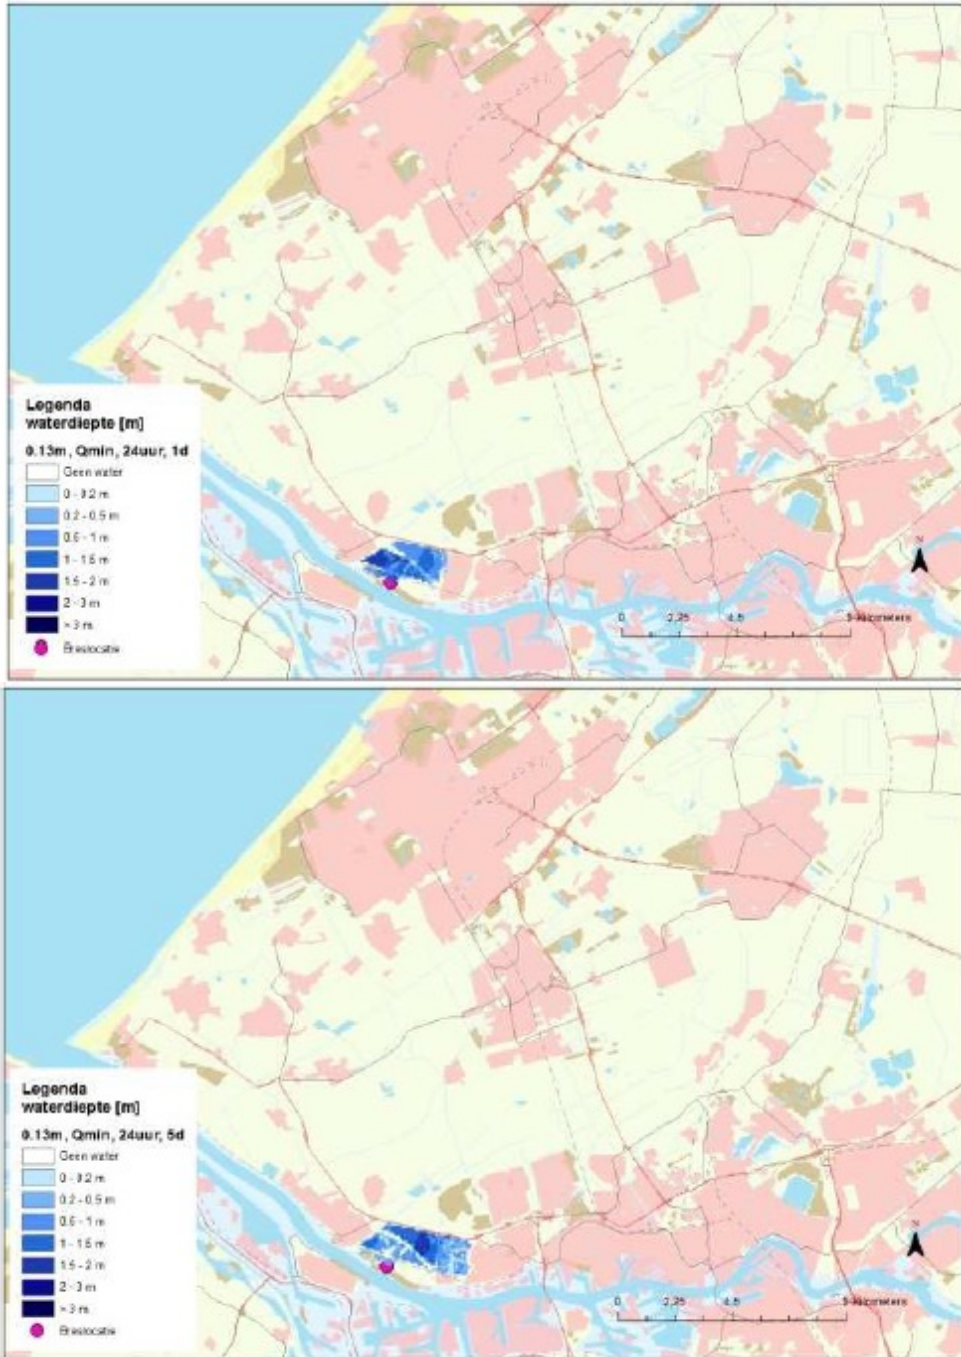 Legenda
waterdiepte [m]
0.13m, Qmin, 24uur, 1d
Geen water
0 - 0.2 m
0.2 - 0.5 m
0.5 - 1 m
1 - 1.5 m
1.5 - 2 m
2 - 3 m
> 3 m
Breslocatie
N
0 2,25 4,5 9 Kilometers
Legenda
waterdiepte [m]
0.13m, Qmin, 24uur, 5d
Geen water
0 - 0.2 m
0.2 - 0.5 m
0.5 - 1 m
1 - 1.5 m
1.5 - 2 m
2 - 3 m
> 3 m
Breslocatie
N
0 2,25 4,5 9 Kilometers